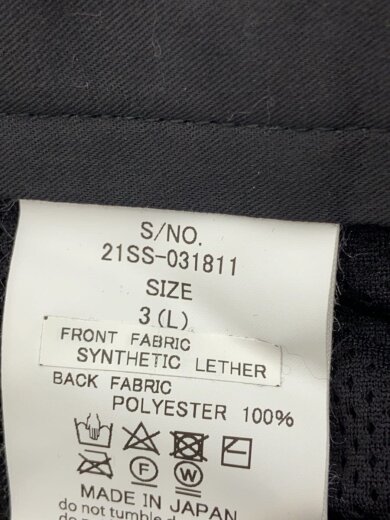 S/NO.
21SS-031811
SIZE
3(L)
FRONT FABRIC
SYNTHETIC LETHER
BACK FABRIC
POLYESTER 100%
F W
MADE IN JAPAN
do not tumble d